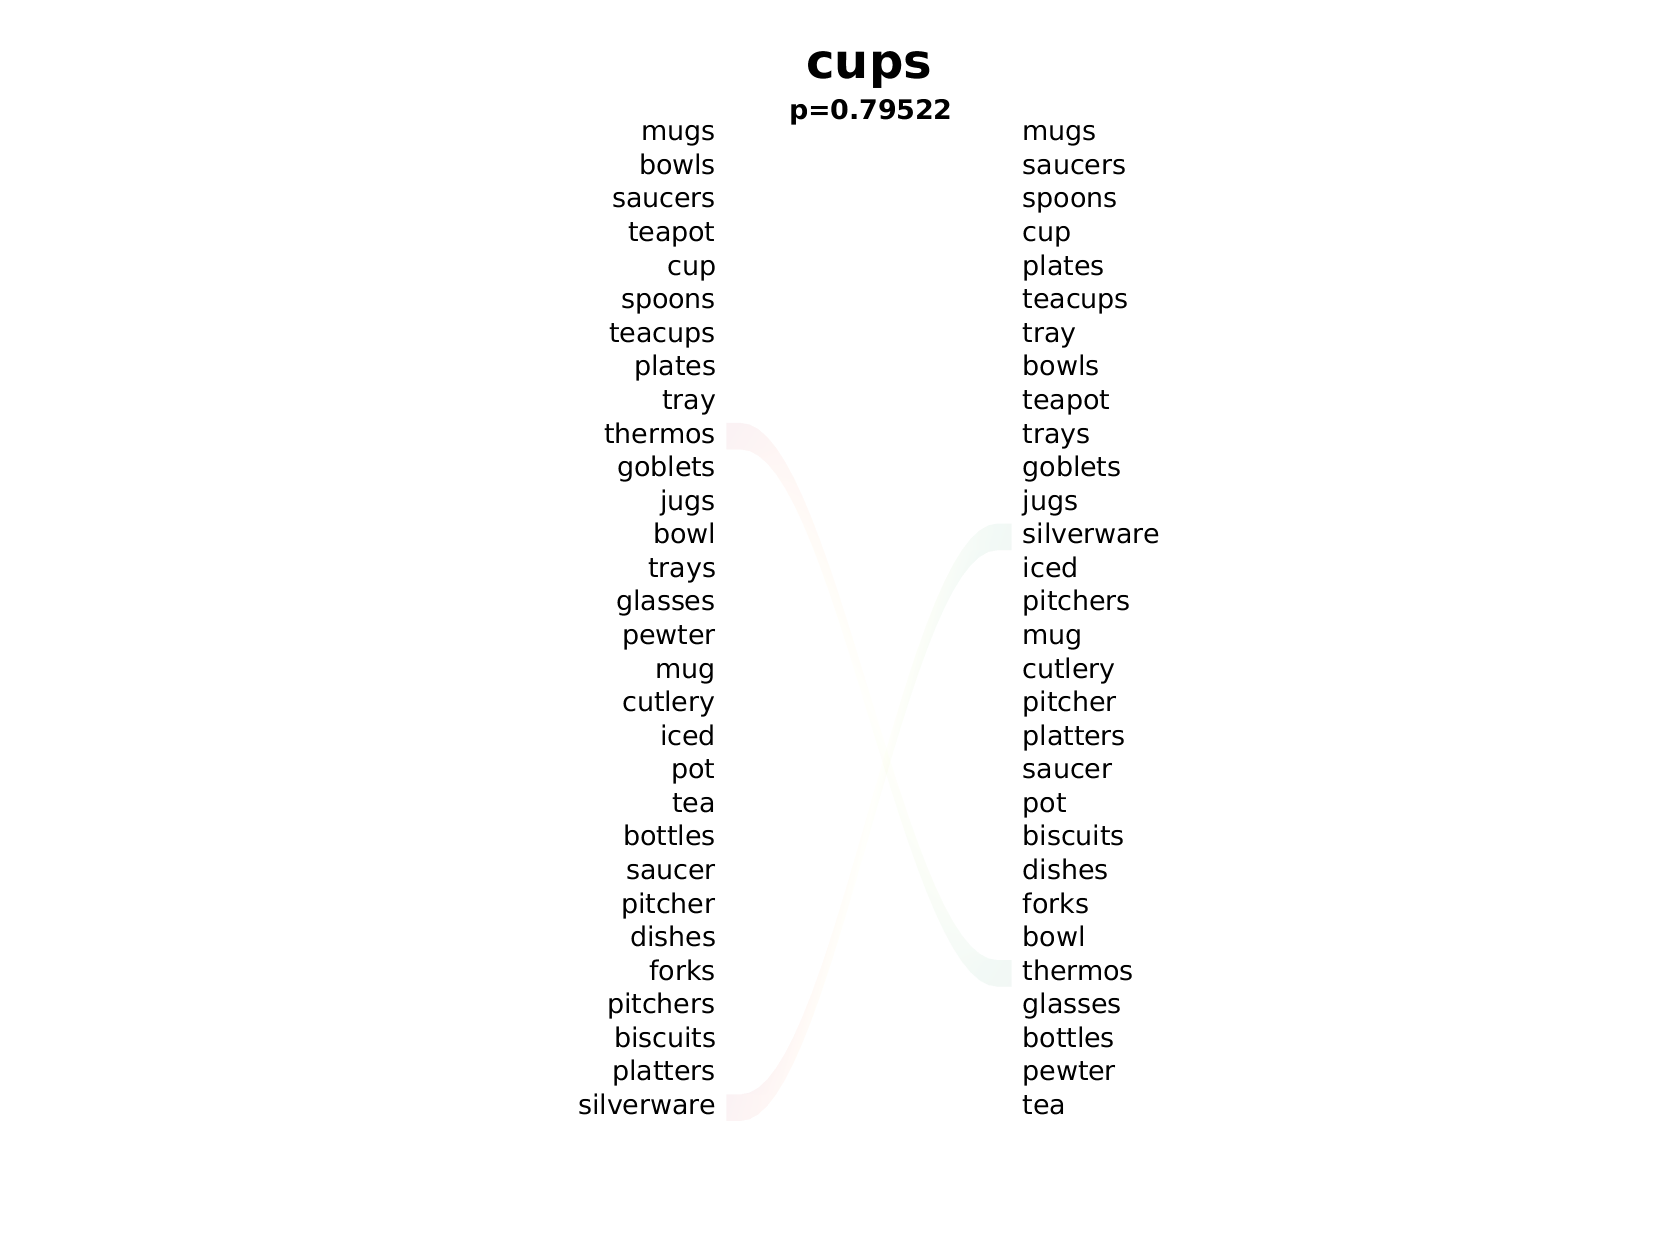 cups
p=0.79522
mugs mugs
bowls saucers
saucers spoons
teapot cup
cup plates
spoons teacups
teacups tray
plates bowls
tray teapot
thermos trays
goblets goblets
jugs jugs
bowl silverware
trays iced
glasses pitchers
pewter mug
mug cutlery
cutlery pitcher
iced platters
pot saucer
tea pot
bottles biscuits
saucer dishes
pitcher forks
dishes bowl
forks thermos
pitchers glasses
biscuits bottles
platters pewter
silverware tea